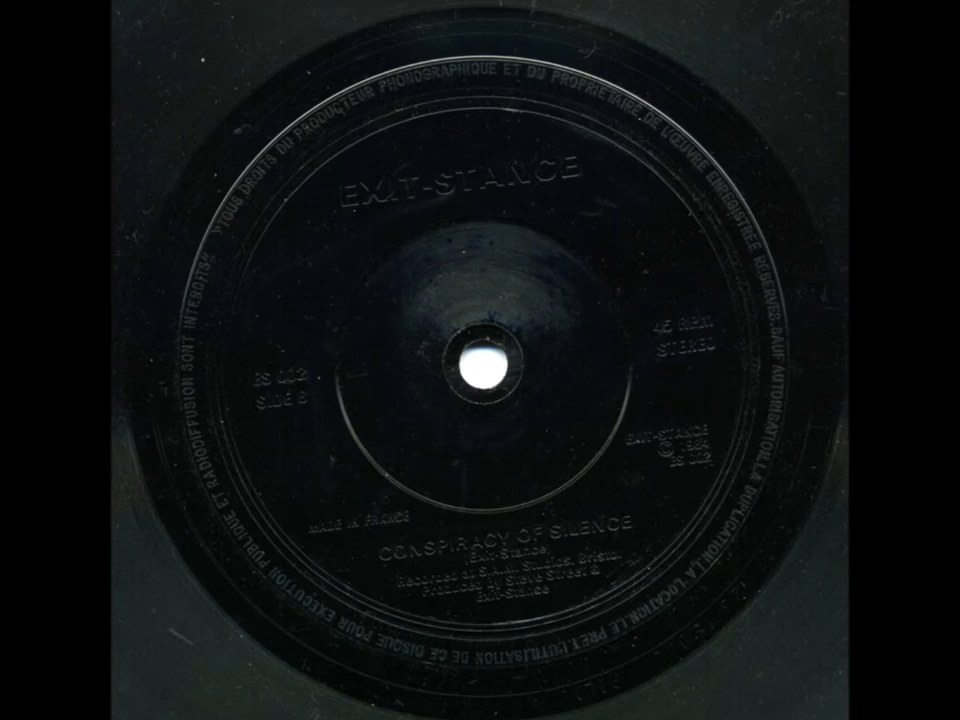 "TOUS DROITS DU PRODUCTEUR PHONOGRAPHIQUE ET DU PROPRIETAIRE DE L'ŒUVRE ENREGISTREE RESERVES. SAUF AUTORISATION, LA DUPLICATION, LA LOCATION, LE PRET, L'UTILISATION DE CE DISQUE POUR EXECUTION PUBLIQUE ET RADIODIFFUSION SONT INTERDITS"
EXIT-STANCE
45 RPM
STEREO
ES 002
SIDE B
EXIT-STANCE
© 1984
ES 002
MADE IN FRANCE
CONSPIRACY OF SILENCE
(Exit-Stance)
Recorded at S.A.M. Studios, Bristol
Produced by Steve Street &
Exit-Stance